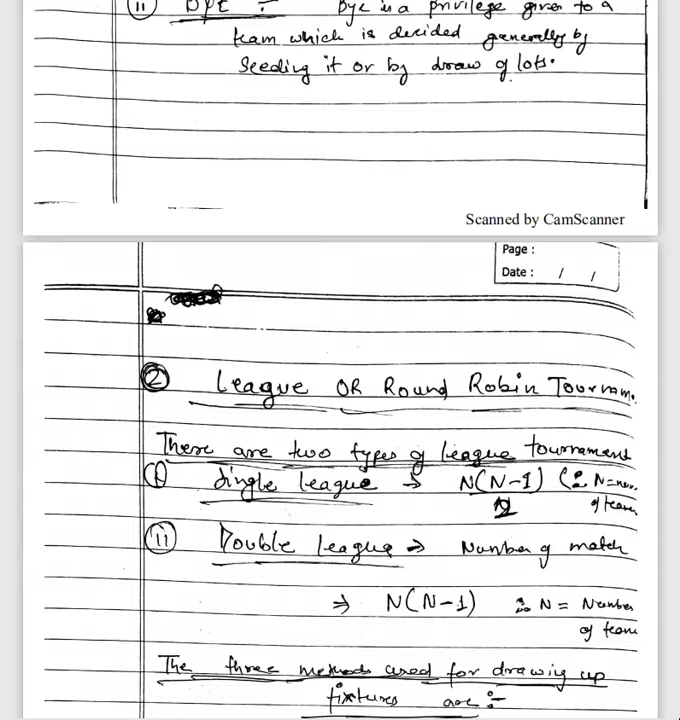 (ii) Bye :- Bye is a privilege given to a
team which is decided generally by
Seeding it or by draw of lots.
Scanned by CamScanner
Page :
Date : / /
② League OR Round Robin Tournam.
There are two types of league tournament
(i) Single league → N(N-1) (∵ N=
2 of team
(ii) Double league ⇒ Number of match
⇒ N(N-1) ∵ N = Number
of team
The three methods used for drawing up
fixtures are :-